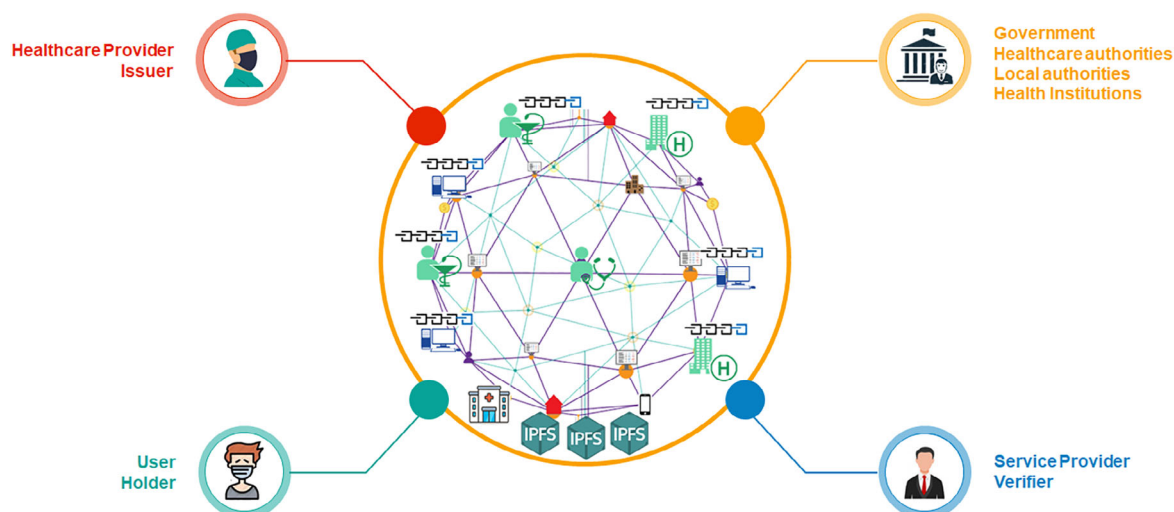 Healthcare Provider
Issuer
Government
Healthcare authorities
Local authorities
Health Institutions
H
H
IPFS
IPFS
IPFS
User
Holder
Service Provider
Verifier